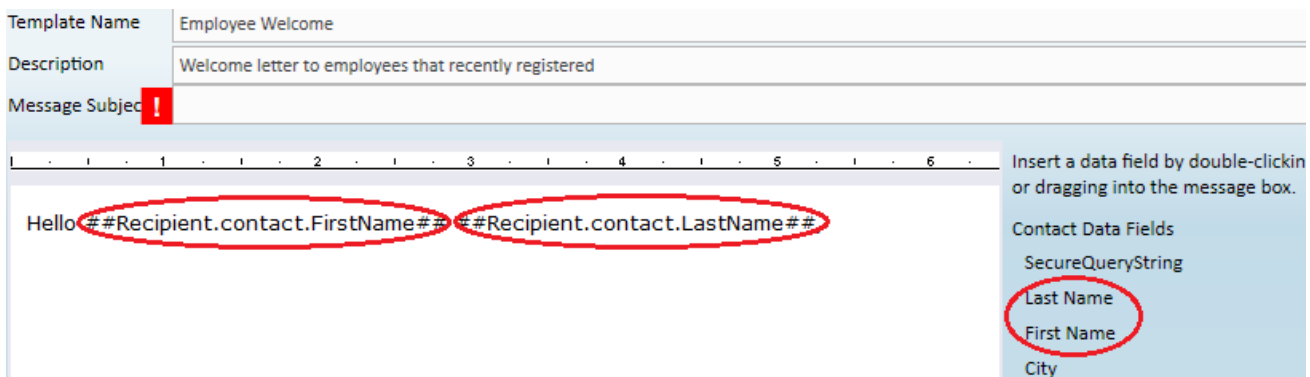 Template Name Employee Welcome
Description Welcome letter to employees that recently registered
Message Subjec !
1 2 3 4 5 6
Insert a data field by double-clickin
or dragging into the message box.
Hello ##Recipient.contact.FirstName## ##Recipient.contact.LastName##
Contact Data Fields
SecureQueryString
Last Name
First Name
City